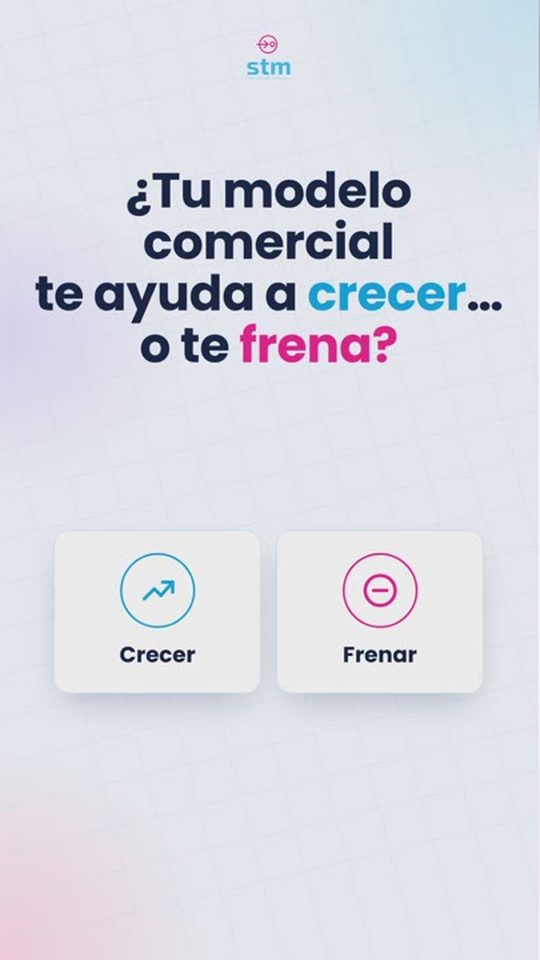 stm
¿Tu modelo
comercial
te ayuda a crecer...
o te frena?
Crecer
Frenar